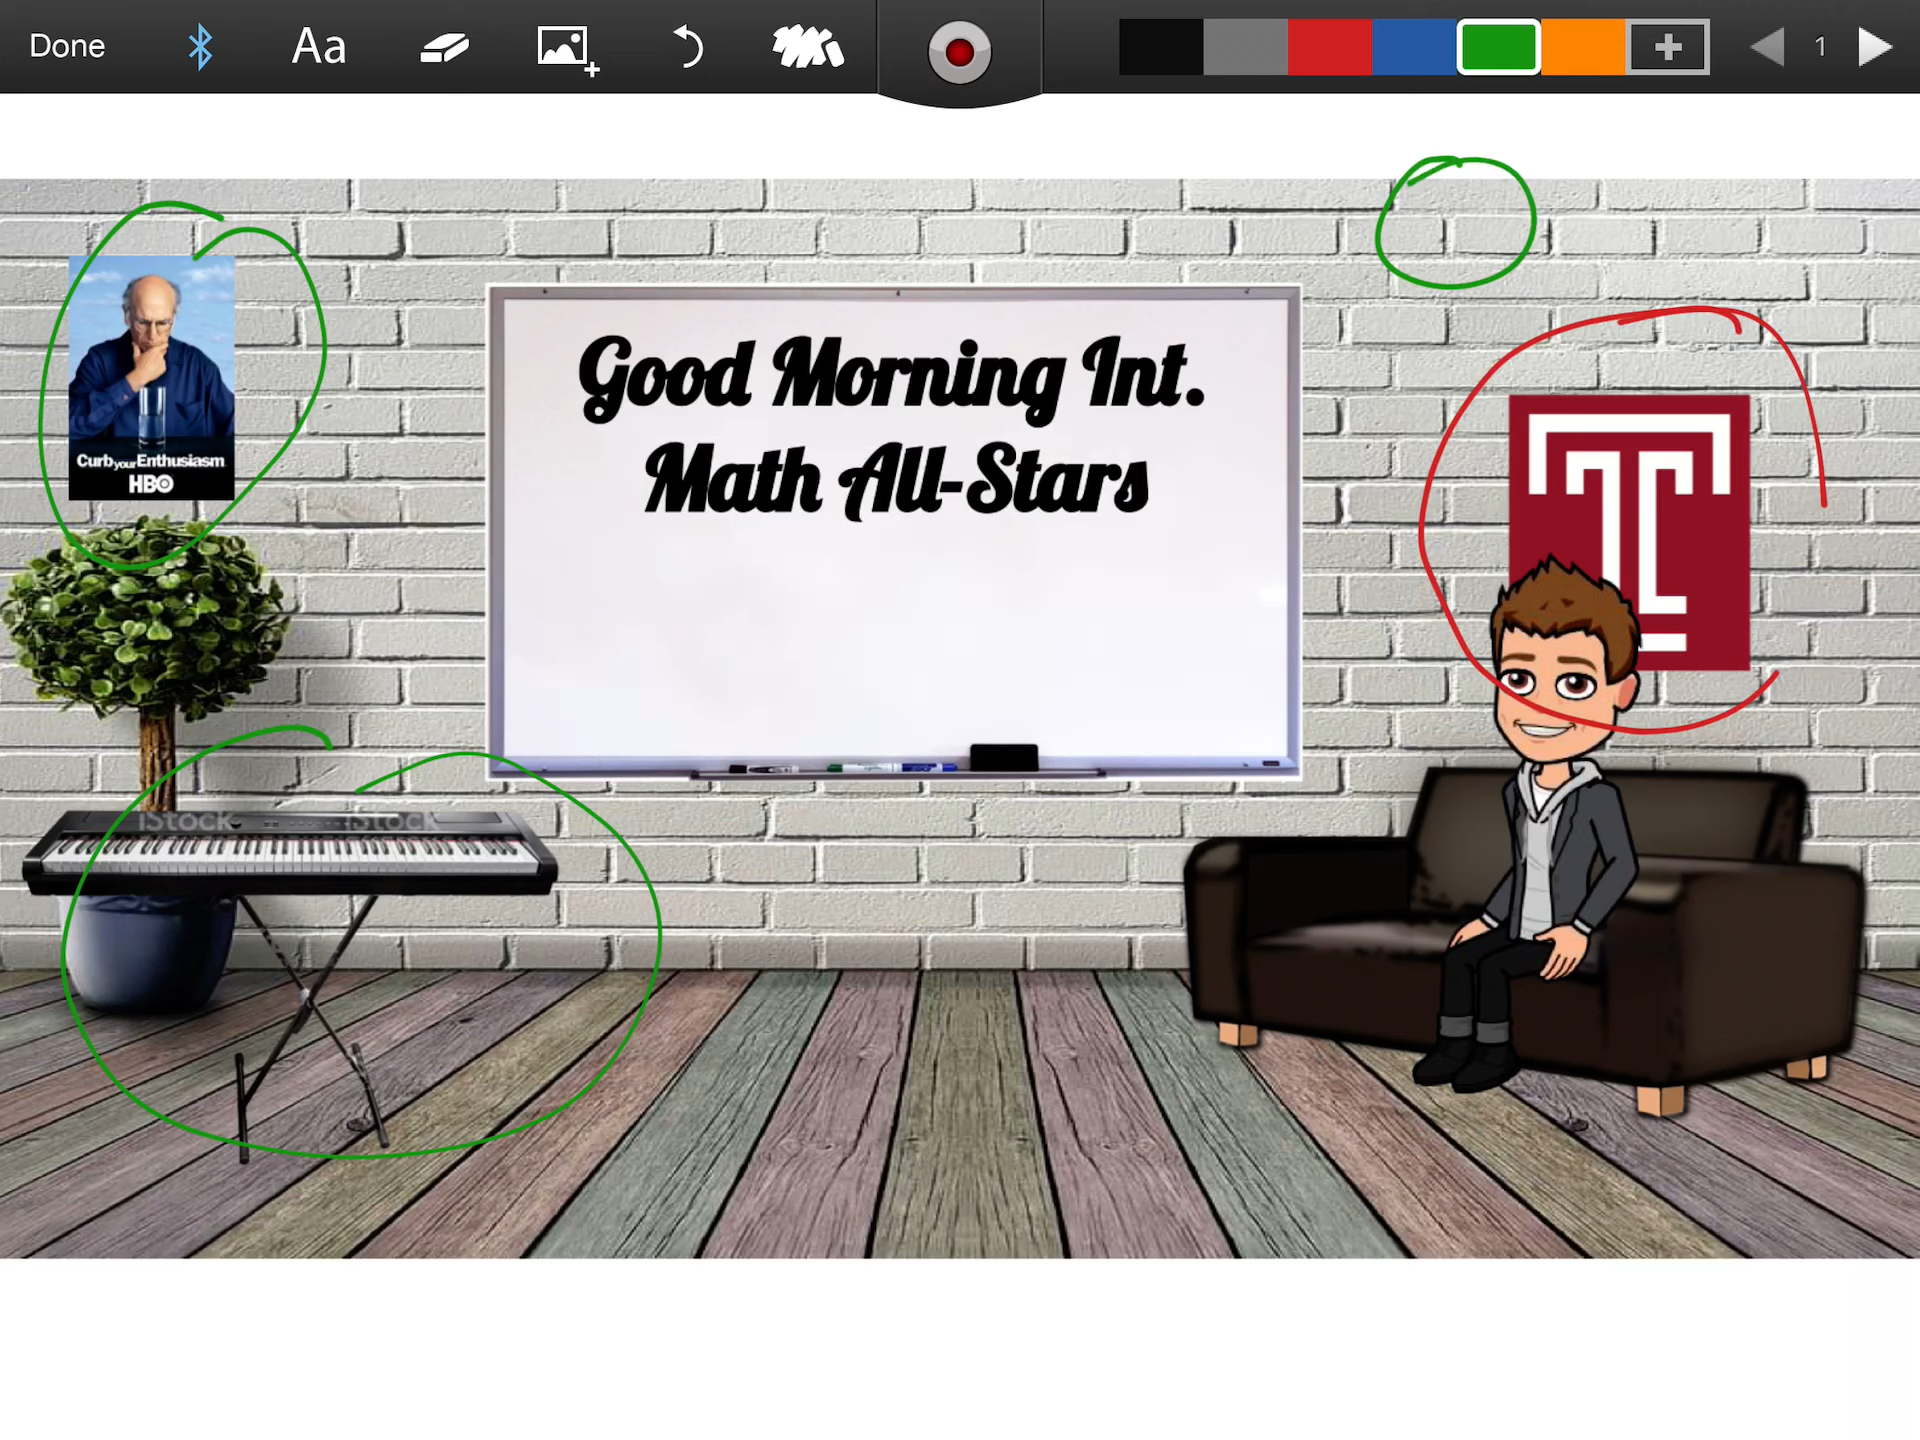 Done
Aa
1
Curb your Enthusiasm
HBO
Good Morning Int.
Math All-Stars
T
iStock iStock